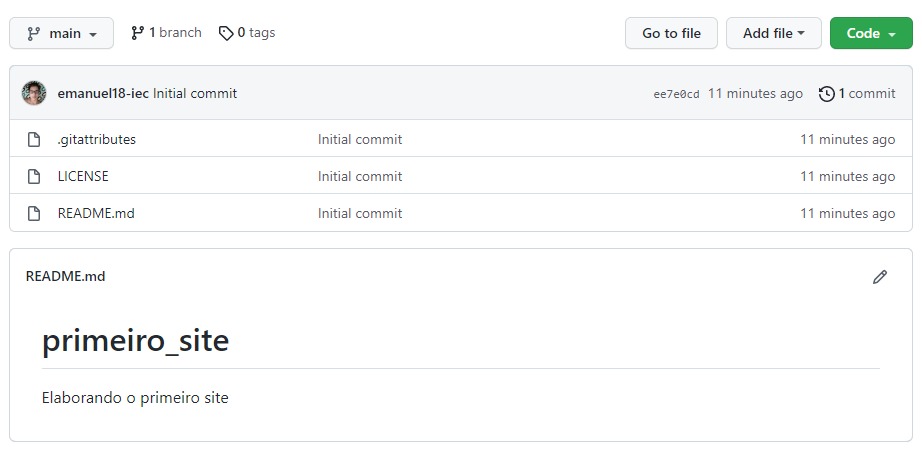 main 1 branch 0 tags Go to file Add file Code
emanuel18-iec Initial commit ee7e0cd 11 minutes ago 1 commit
.gitattributes Initial commit 11 minutes ago
LICENSE Initial commit 11 minutes ago
README.md Initial commit 11 minutes ago
README.md
primeiro_site
Elaborando o primeiro site